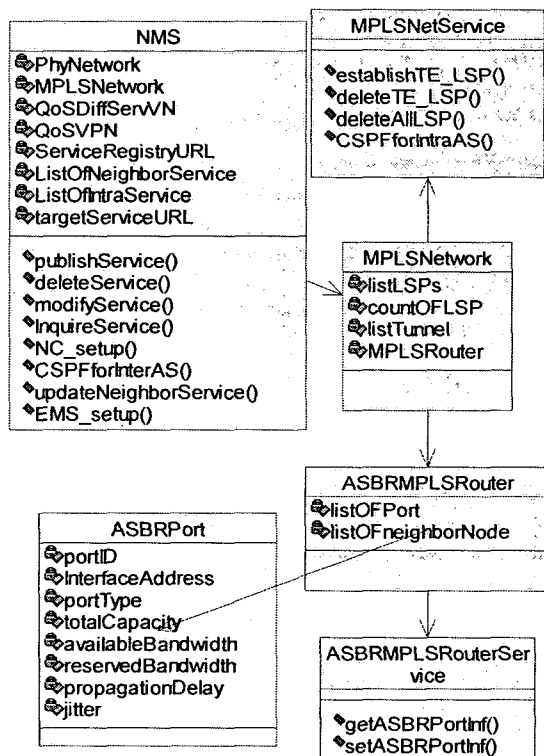 NMS
PhyNetwork
MPLSNetwork
QoSDiffServVN
QoSVPN
ServiceRegistryURL
ListOfNeighborService
ListOfIntraService
targetServiceURL
publishService()
deleteService()
modifyService()
InquireService()
NC_setup()
CSPFforInterAS()
updateNeighborService()
EMS_setup()
MPLSNetService
establishTE_LSP()
deleteTE_LSP()
deleteAllLSP()
CSPFforIntraAS()
MPLSNetwork
listLSPs
countOFLSP
listTunnel
MPLSRouter
ASBRMPLSRouter
listOFPort
listOFneighborNode
ASBRPort
portID
InterfaceAddress
portType
totalCapacity
availableBandwidth
reservedBandwidth
propagationDelay
jitter
ASBRMPLSRouterSer
vice
getASBRPortInf()
setASBRPortInf()